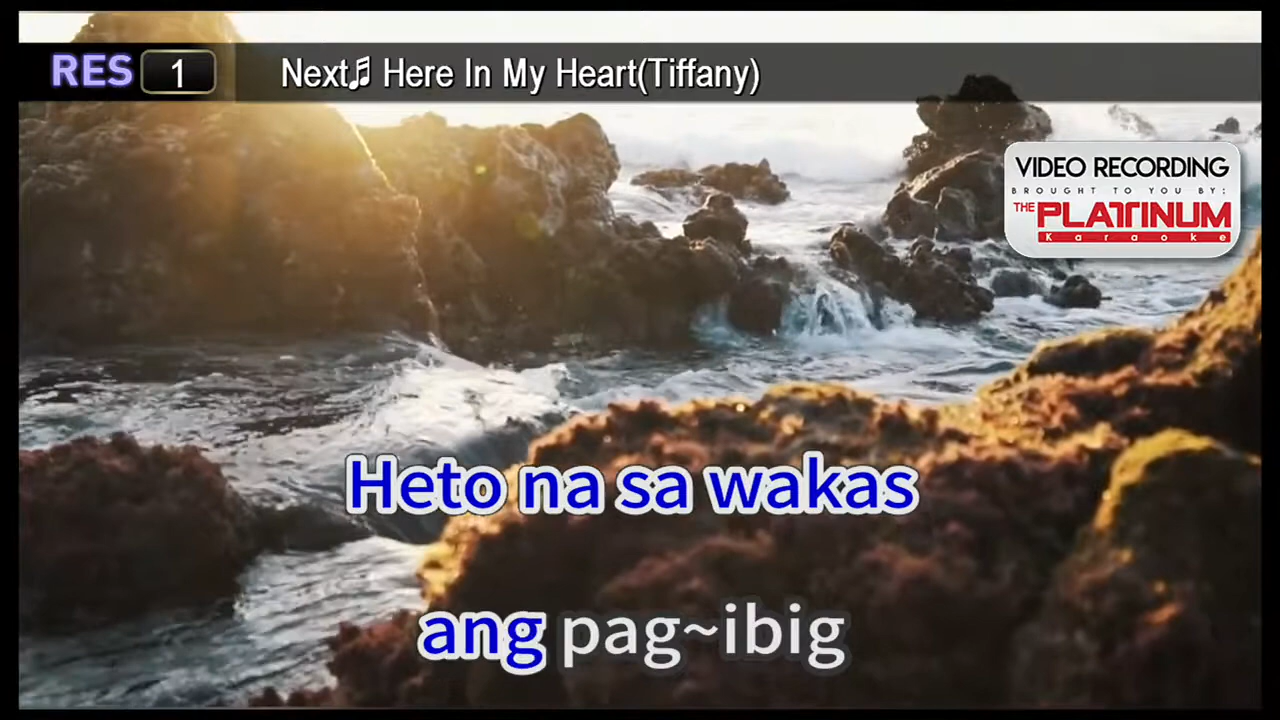 RES 1 Next♫ Here In My Heart(Tiffany)
VIDEO RECORDING
BROUGHT TO YOU BY:
THE PLATINUM
Karaoke
Heto na sa wakas
ang pag~ibig